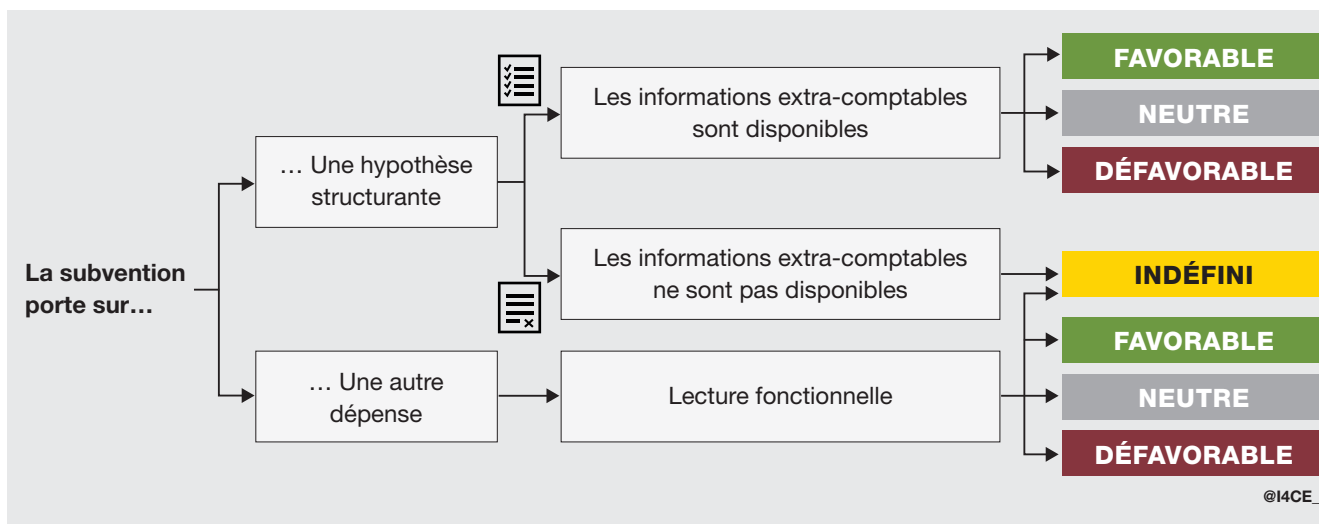 La subvention
porte sur…
… Une hypothèse
structurante
… Une autre
dépense
Les informations extra-comptables
sont disponibles
Les informations extra-comptables
ne sont pas disponibles
Lecture fonctionnelle
FAVORABLE
NEUTRE
DÉFAVORABLE
INDÉFINI
FAVORABLE
NEUTRE
DÉFAVORABLE
@I4CE_